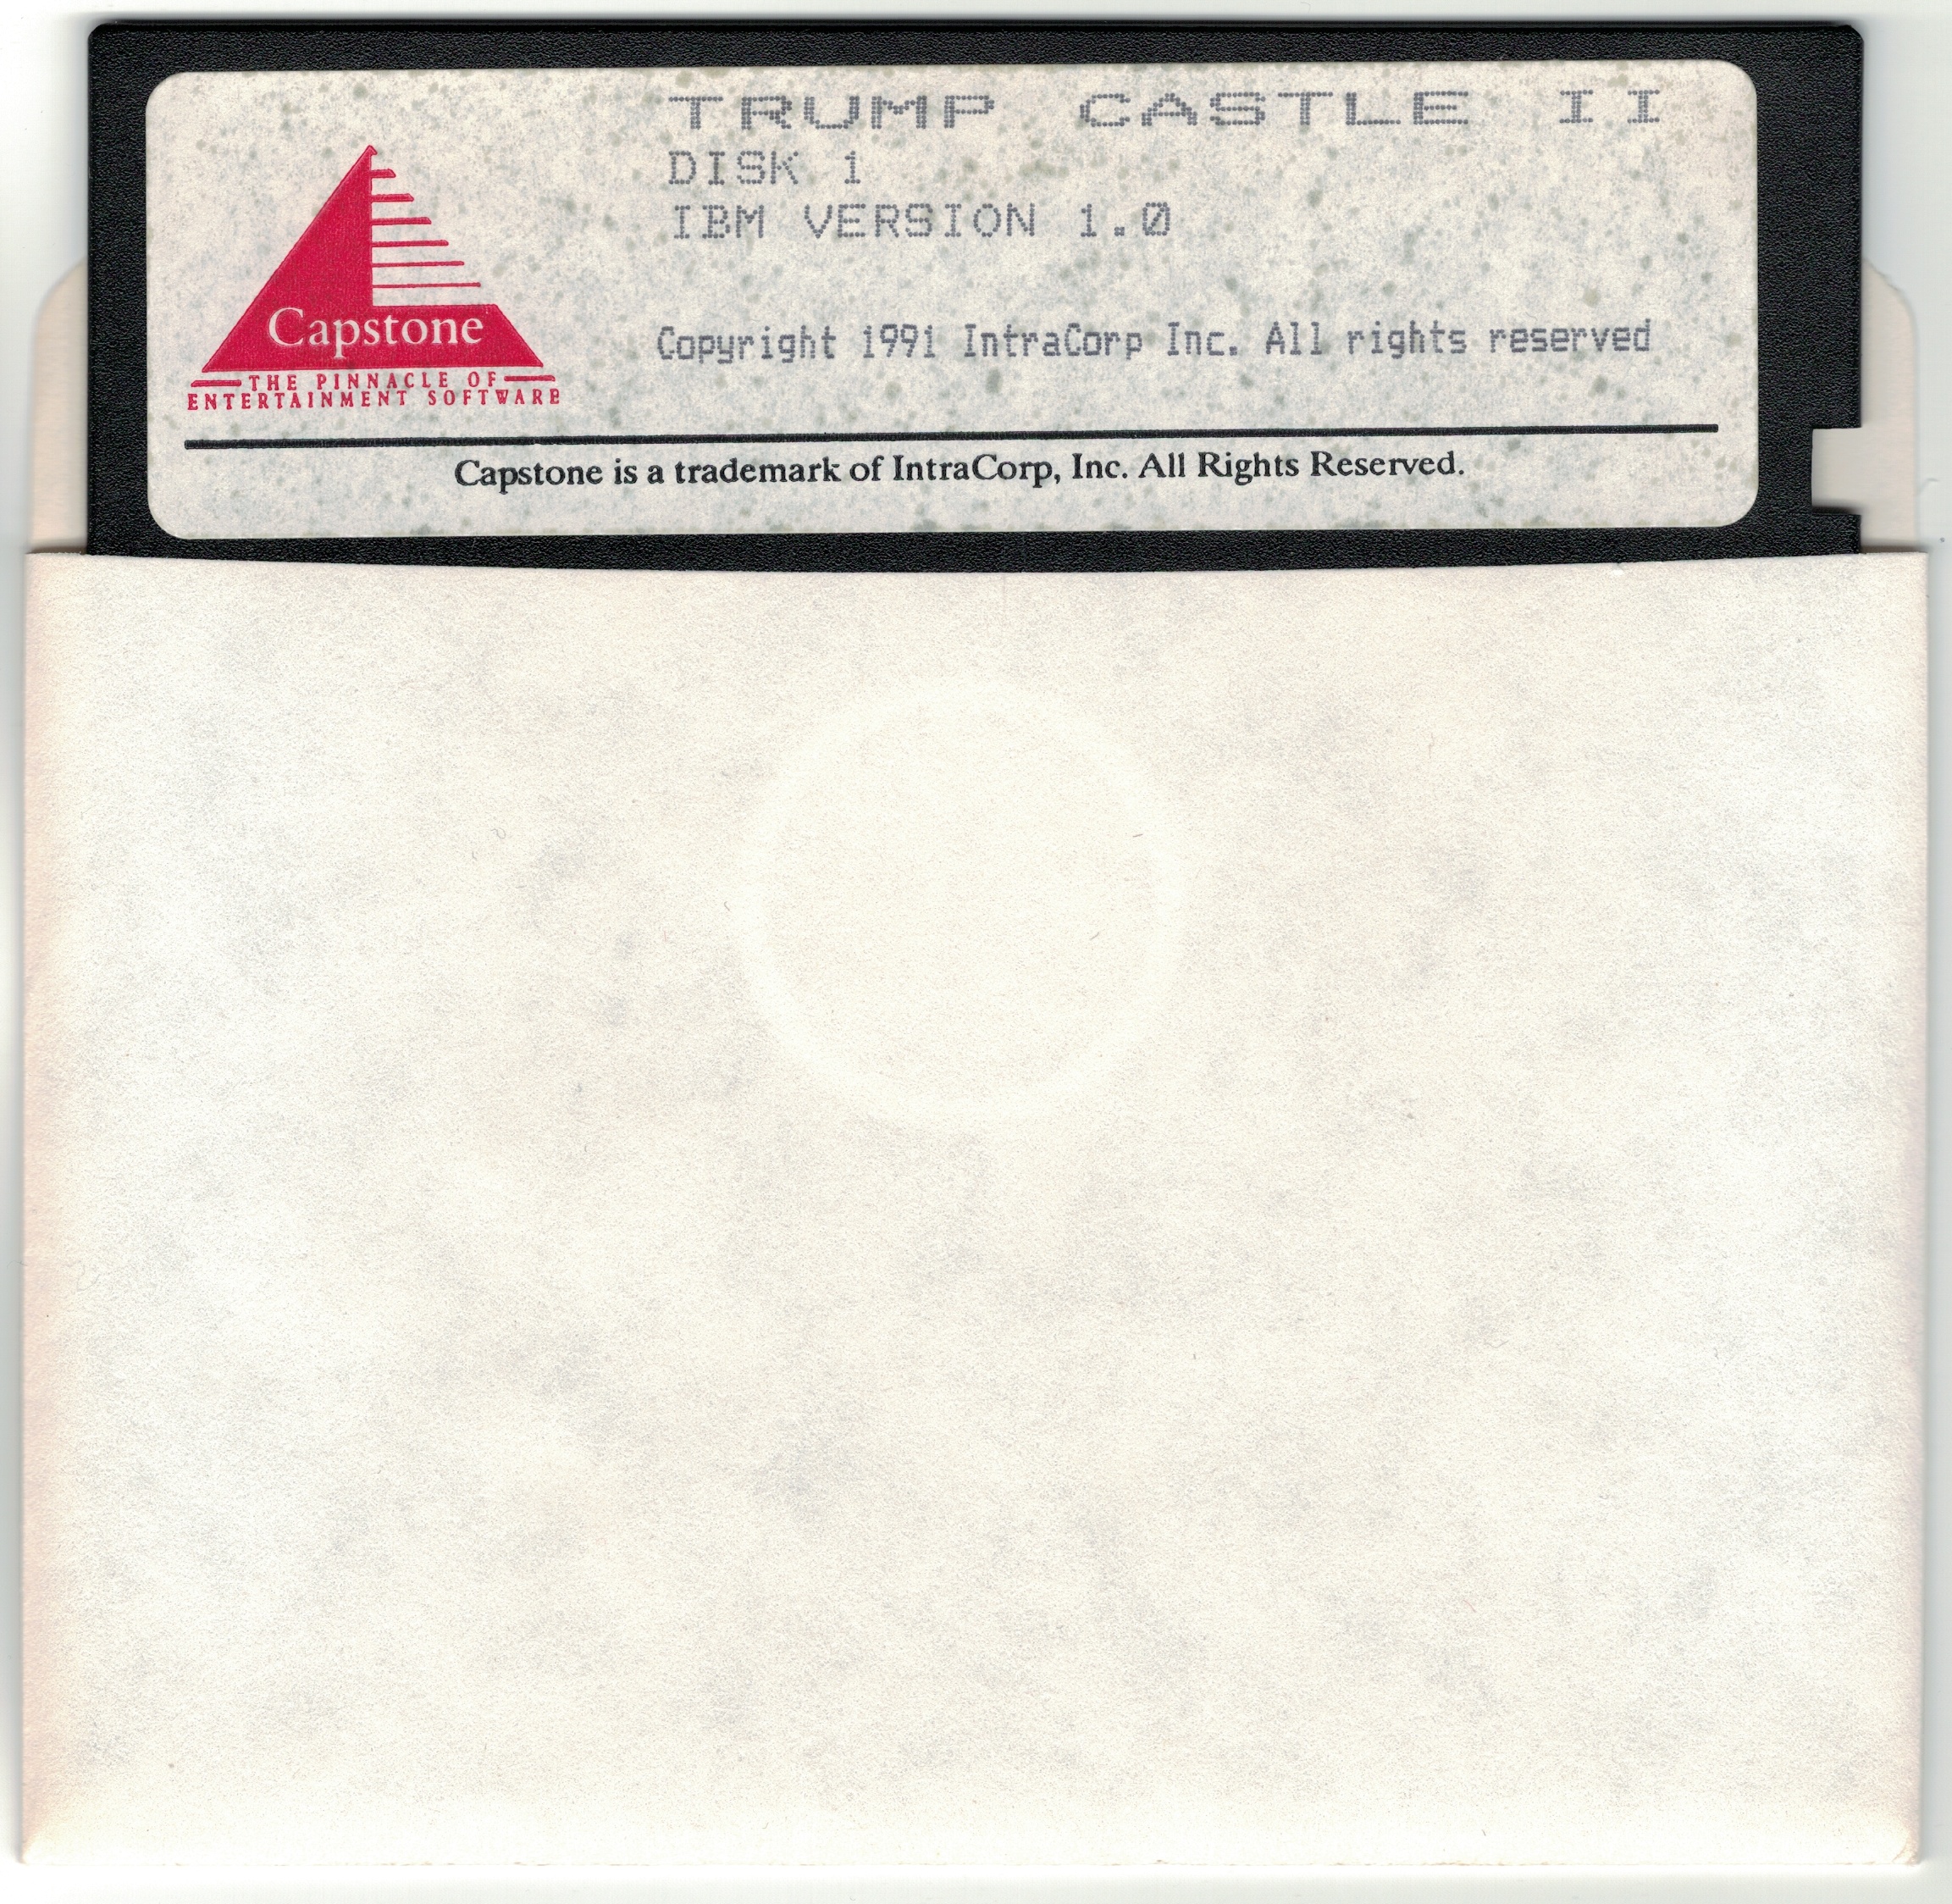 TRUMP CASTLE II
DISK 1
IBM VERSION 1.0
Capstone
THE PINNACLE OF
ENTERTAINMENT SOFTWARE
Copyright 1991 IntraCorp Inc. All rights reserved
Capstone is a trademark of IntraCorp, Inc. All Rights Reserved.